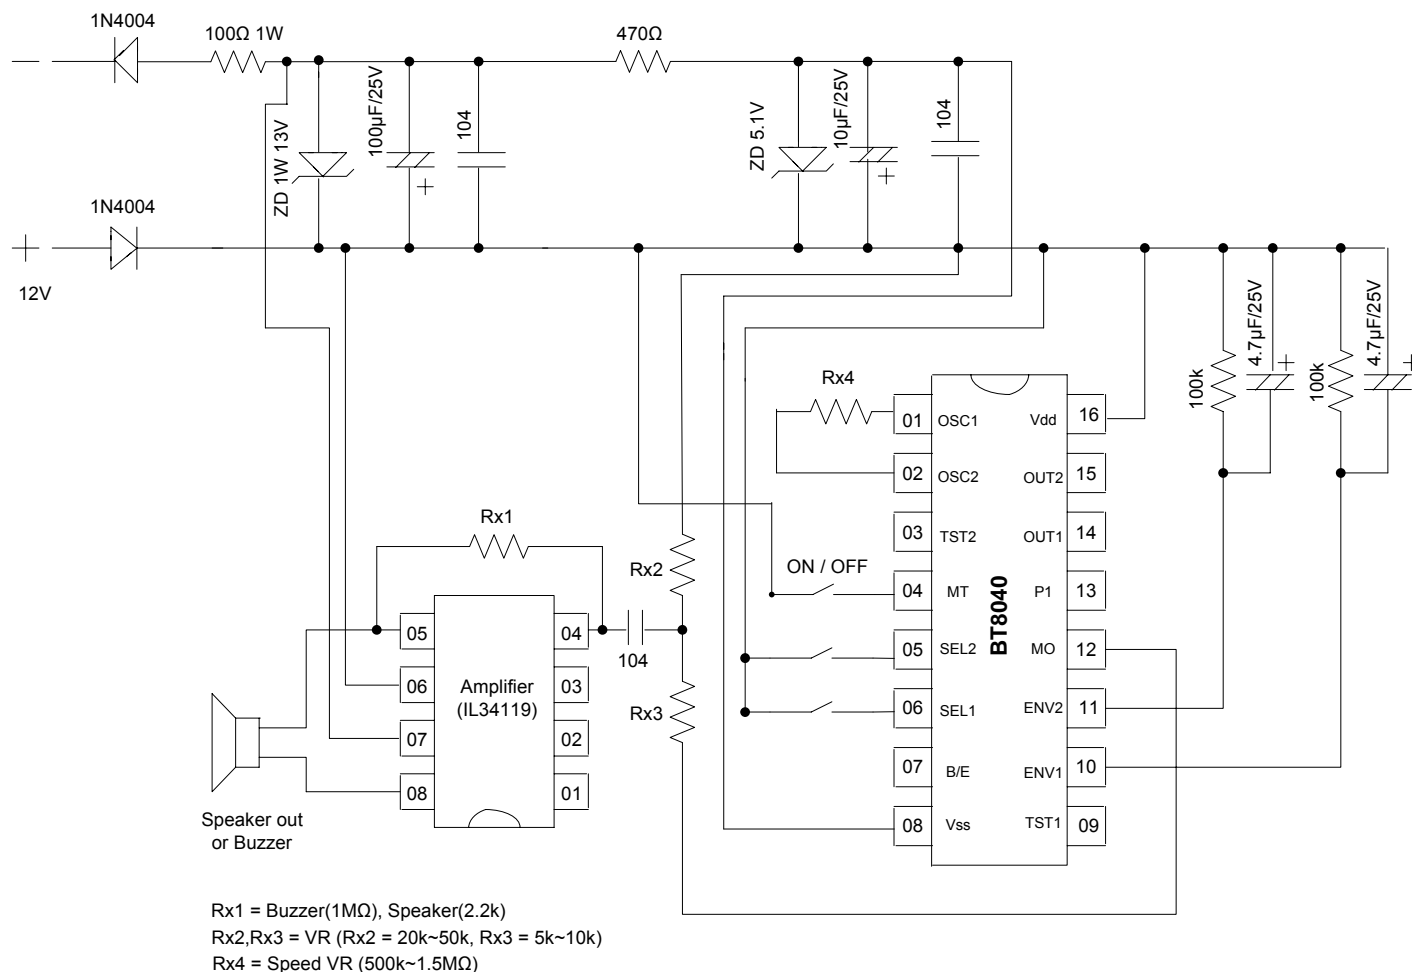 1N4004
100Ω 1W
470Ω
ZD 1W 13V
100µF/25V
104
ZD 5.1V
10µF/25V
104
1N4004
12V
100k
4.7µF/25V
100k
4.7µF/25V
Rx4
01
OSC1
Vdd
16
02
OSC2
OUT2
15
03
TST2
OUT1
14
ON / OFF
04
MT
P1
13
05
SEL2
MO
12
06
SEL1
ENV2
11
07
B/E
ENV1
10
08
Vss
TST1
09
BT8040
Rx1
Rx2
104
Rx3
05
04
06
03
07
02
08
01
Amplifier
(IL34119)
Speaker out
or Buzzer
Rx1 = Buzzer(1MΩ), Speaker(2.2k)
Rx2,Rx3 = VR (Rx2 = 20k~50k, Rx3 = 5k~10k)
Rx4 = Speed VR (500k~1.5MΩ)